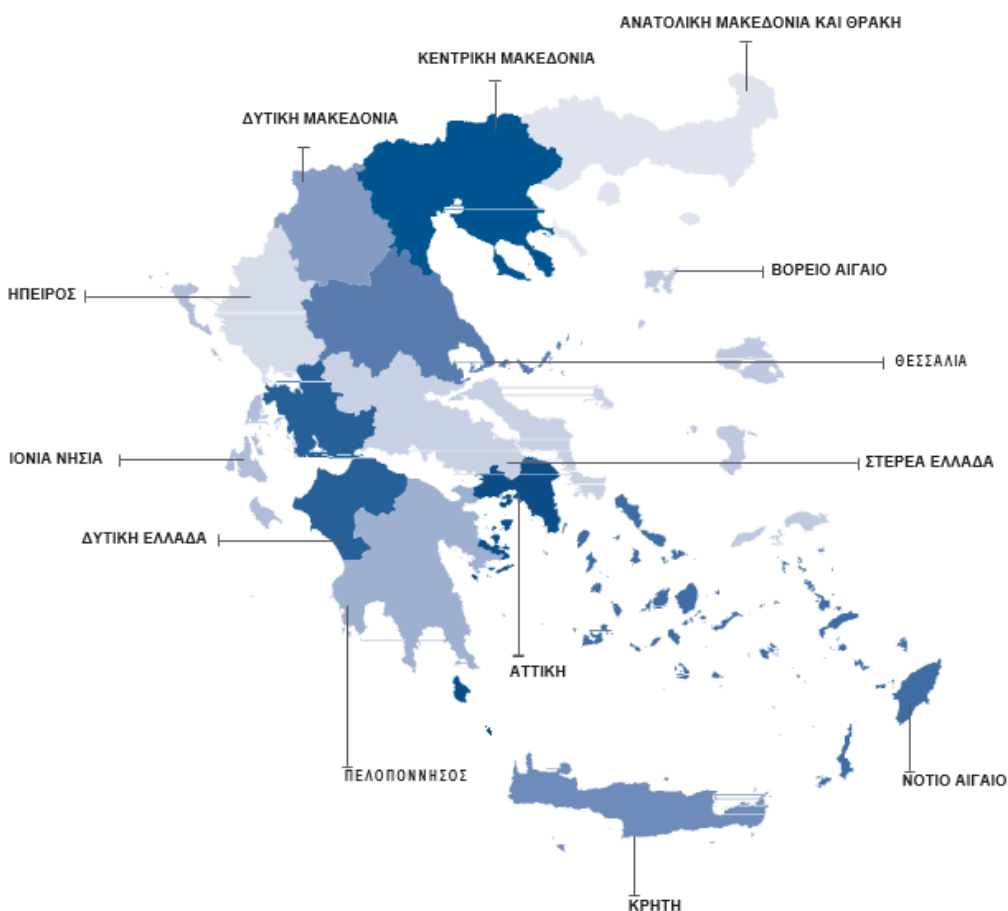 ΑΝΑΤΟΛΙΚΗ ΜΑΚΕΔΟΝΙΑ ΚΑΙ ΘΡΑΚΗ
ΚΕΝΤΡΙΚΗ ΜΑΚΕΔΟΝΙΑ
ΔΥΤΙΚΗ ΜΑΚΕΔΟΝΙΑ
ΒΟΡΕΙΟ ΑΙΓΑΙΟ
ΗΠΕΙΡΟΣ
ΘΕΣΣΑΛΙΑ
ΙΟΝΙΑ ΝΗΣΙΑ
ΣΤΕΡΕΑ ΕΛΛΑΔΑ
ΔΥΤΙΚΗ ΕΛΛΑΔΑ
ΑΤΤΙΚΗ
ΠΕΛΟΠΟΝΝΗΣΟΣ
ΝΟΤΙΟ ΑΙΓΑΙΟ
ΚΡΗΤΗ